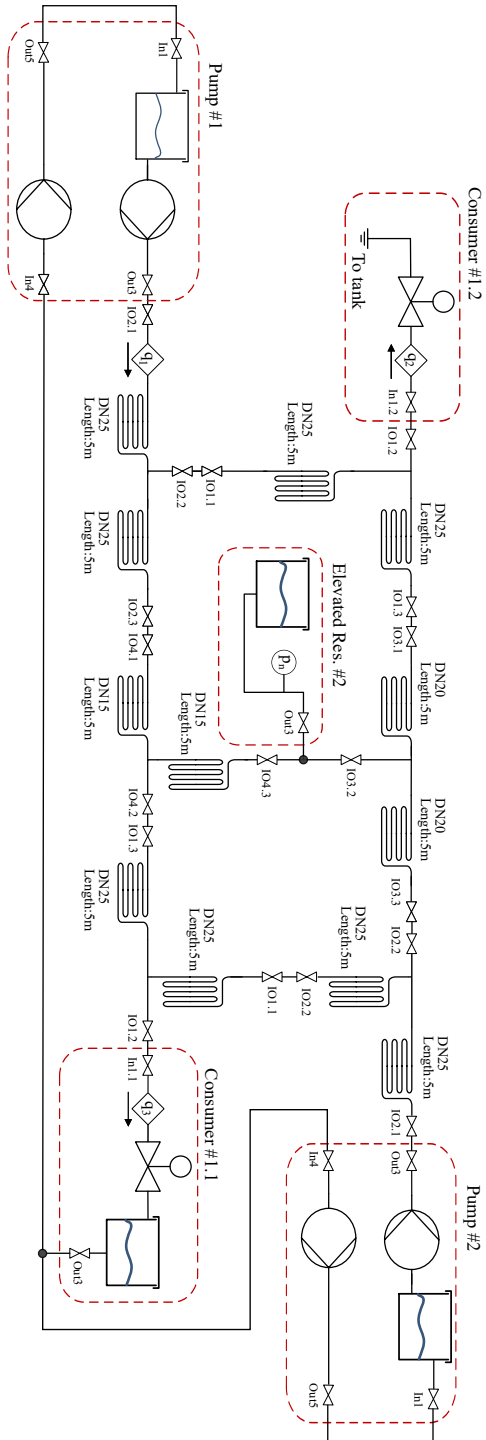 Consumer #1.2
To tank
q2
In1.2
IO1.2
DN25
Length:5m
IO1.3
IO3.1
DN20
Length:5m
DN20
Length:5m
IO3.3
IO2.2
DN25
Length:5m
IO2.1
Out3
Pump #2
In1
In4
Out5
DN25
Length:5m
IO1.1
IO2.2
Elevated Res. #2
pn
Out3
IO3.2
IO4.3
DN15
Length:5m
DN25
Length:5m
IO2.2
IO1.1
DN25
Length:5m
Pump #1
In1
Out3
IO2.1
q1
DN25
Length:5m
DN25
Length:5m
IO2.3
IO4.1
DN15
Length:5m
IO4.2
IO1.3
DN25
Length:5m
IO1.2
In1.1
q3
Consumer #1.1
Out3
Out5
In4